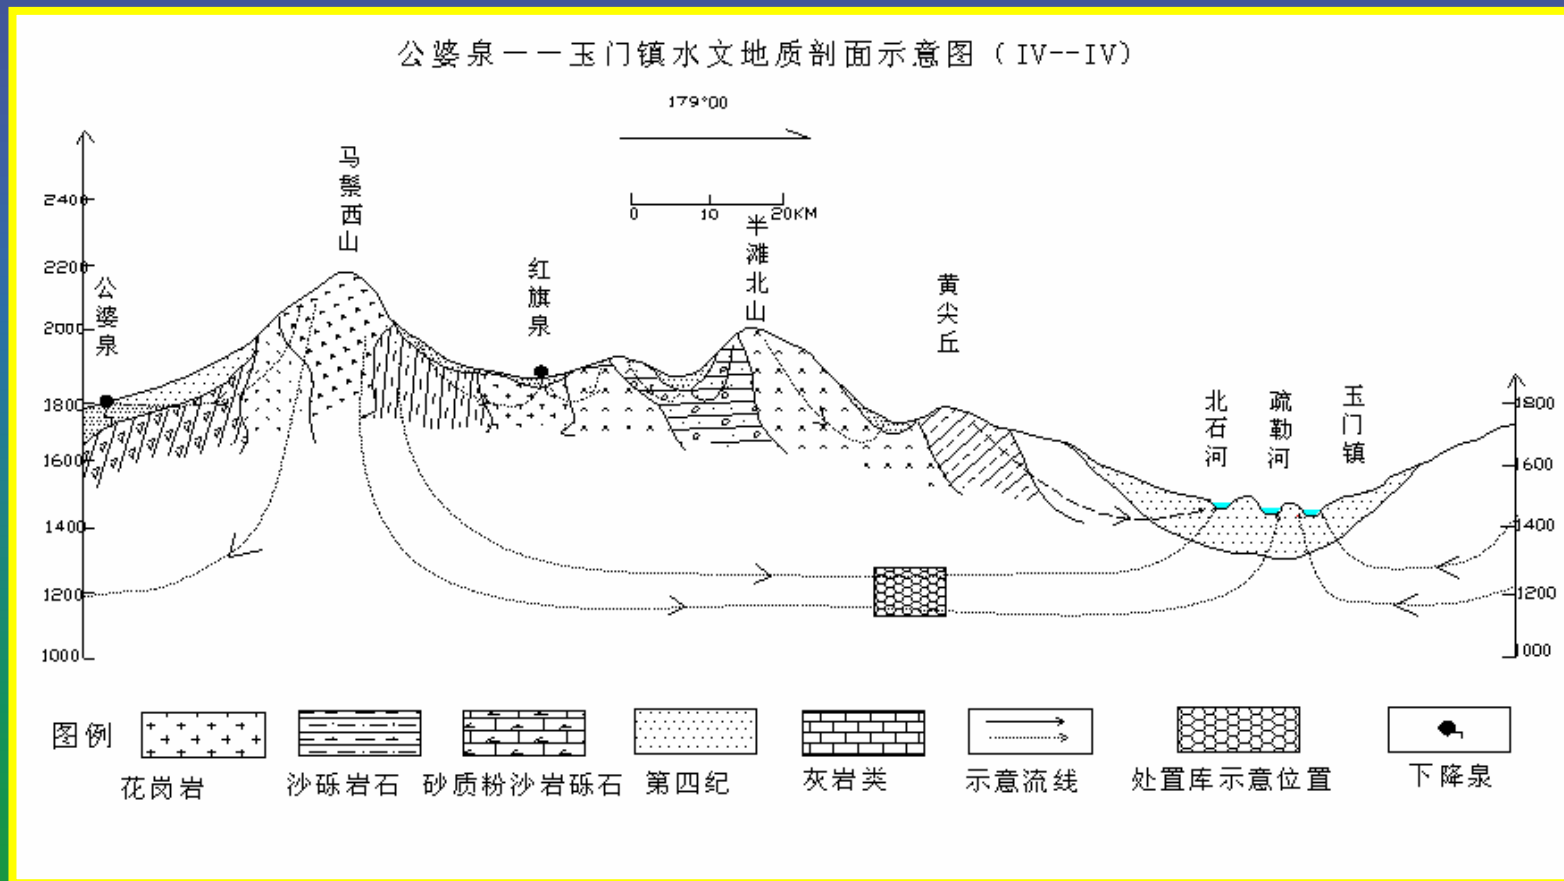 公婆泉——玉门镇水文地质剖面示意图（IV--IV）
179°00
0 10 20KM
马鬃西山
公婆泉
红旗泉
半滩北山
黄尖丘
北石河
疏勒河
玉门镇
2400
2200
2000
1800
1600
1400
1200
1000
1800
1600
1400
1200
1000
图例
花岗岩
沙砾岩石
砂质粉沙岩砾石
第四纪
灰岩类
示意流线
处置库示意位置
下降泉